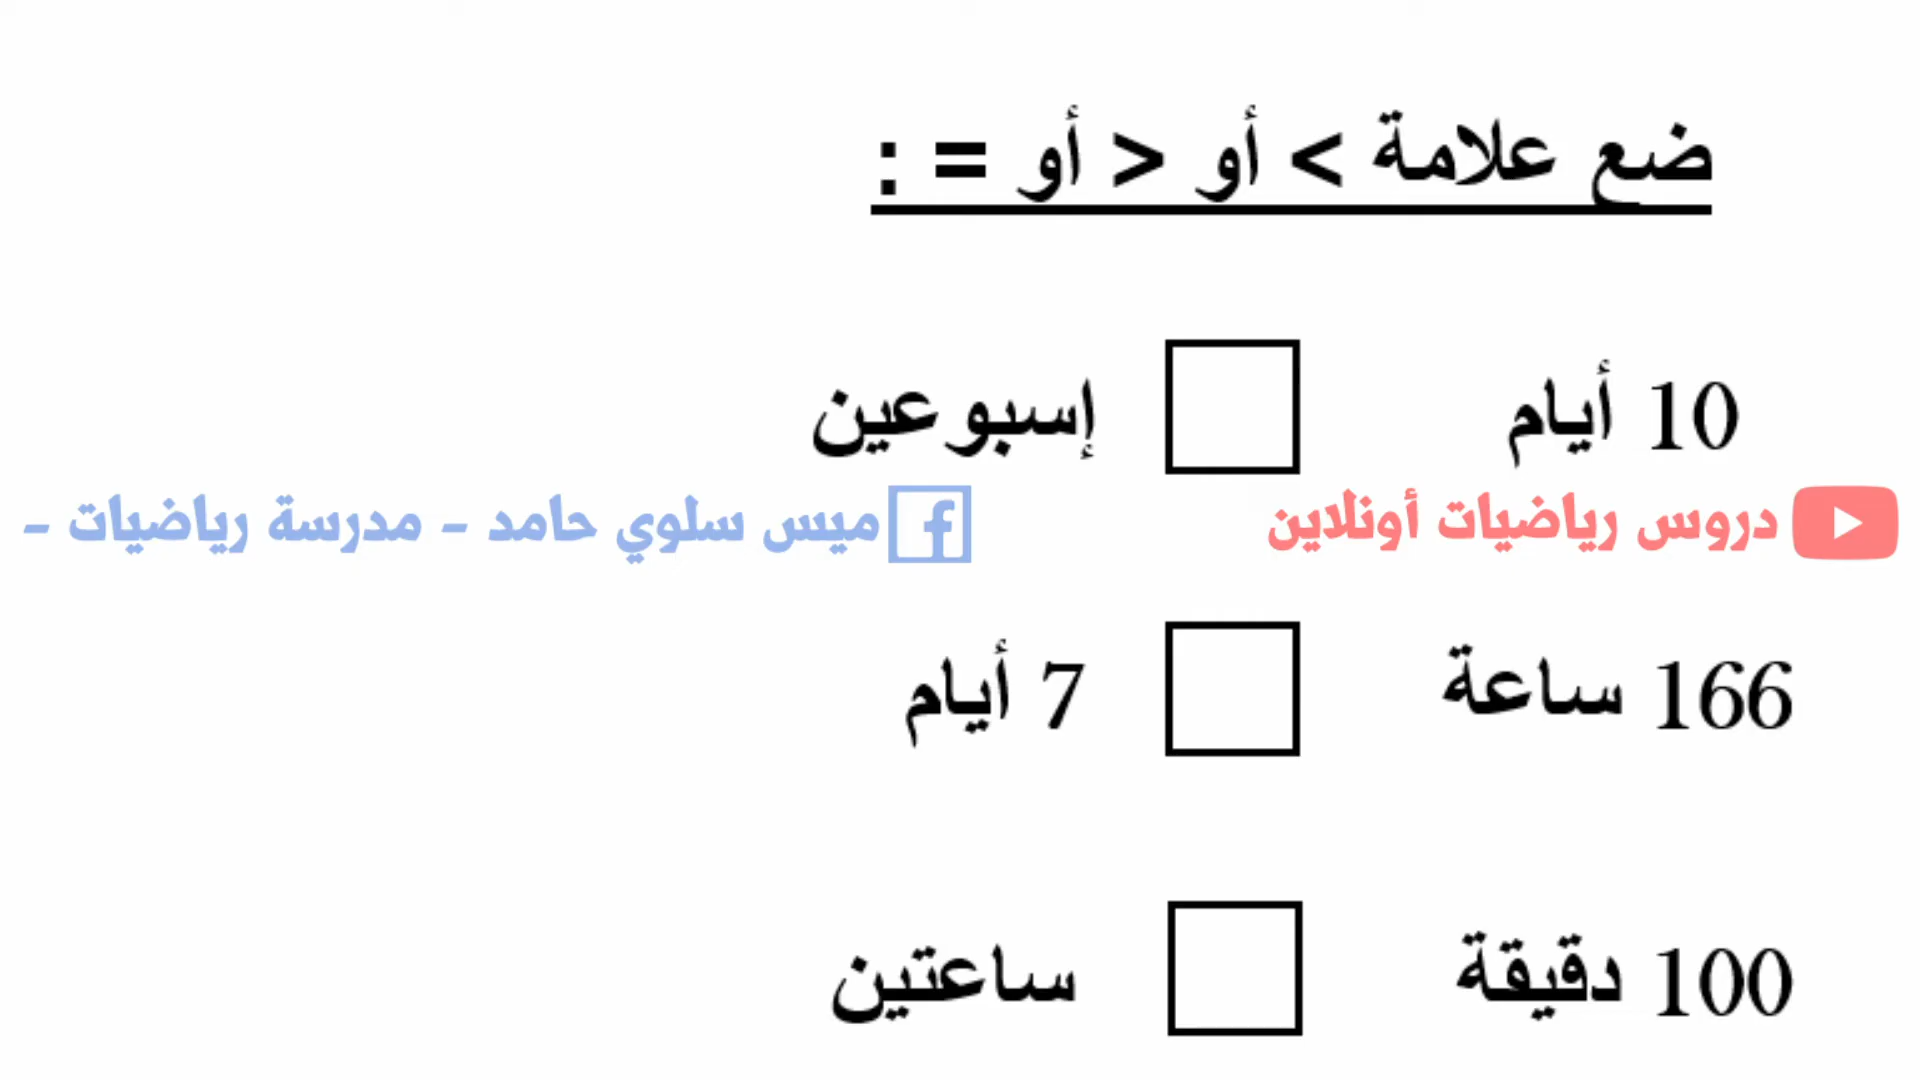 ضع علامة < أو > أو = :
10 أيام إسبوعين
دروس رياضيات أونلاين ميس سلوي حامد - مدرسة رياضيات -
166 ساعة 7 أيام
100 دقيقة ساعتين